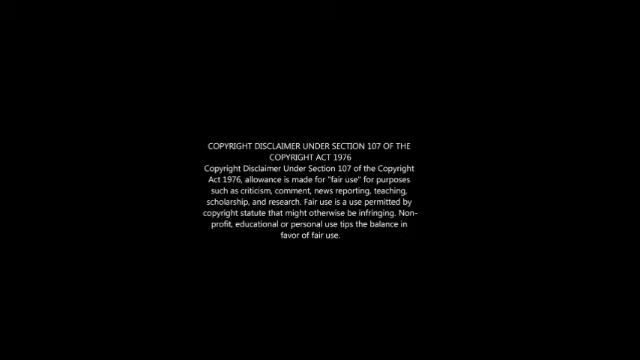 COPYRIGHT DISCLAIMER UNDER SECTION 107 OF THE
COPYRIGHT ACT 1976
Copyright Disclaimer Under Section 107 of the Copyright
Act 1976, allowance is made for "fair use" for purposes
such as criticism, comment, news reporting, teaching,
scholarship, and research. Fair use is a use permitted by
copyright statute that might otherwise be infringing. Non-
profit, educational or personal use tips the balance in
favor of fair use.